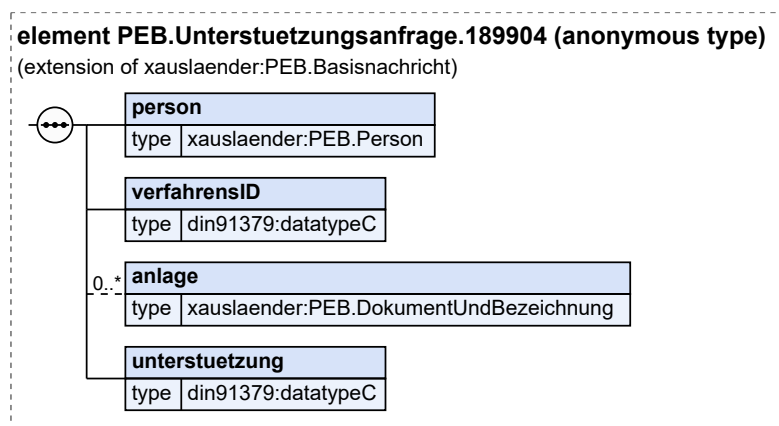 element PEB.Unterstuetzungsanfrage.189904 (anonymous type)
(extension of xauslaender:PEB.Basisnachricht)
person
type xauslaender:PEB.Person
verfahrensID
type din91379:datatypeC
0..* anlage
type xauslaender:PEB.DokumentUndBezeichnung
unterstuetzung
type din91379:datatypeC